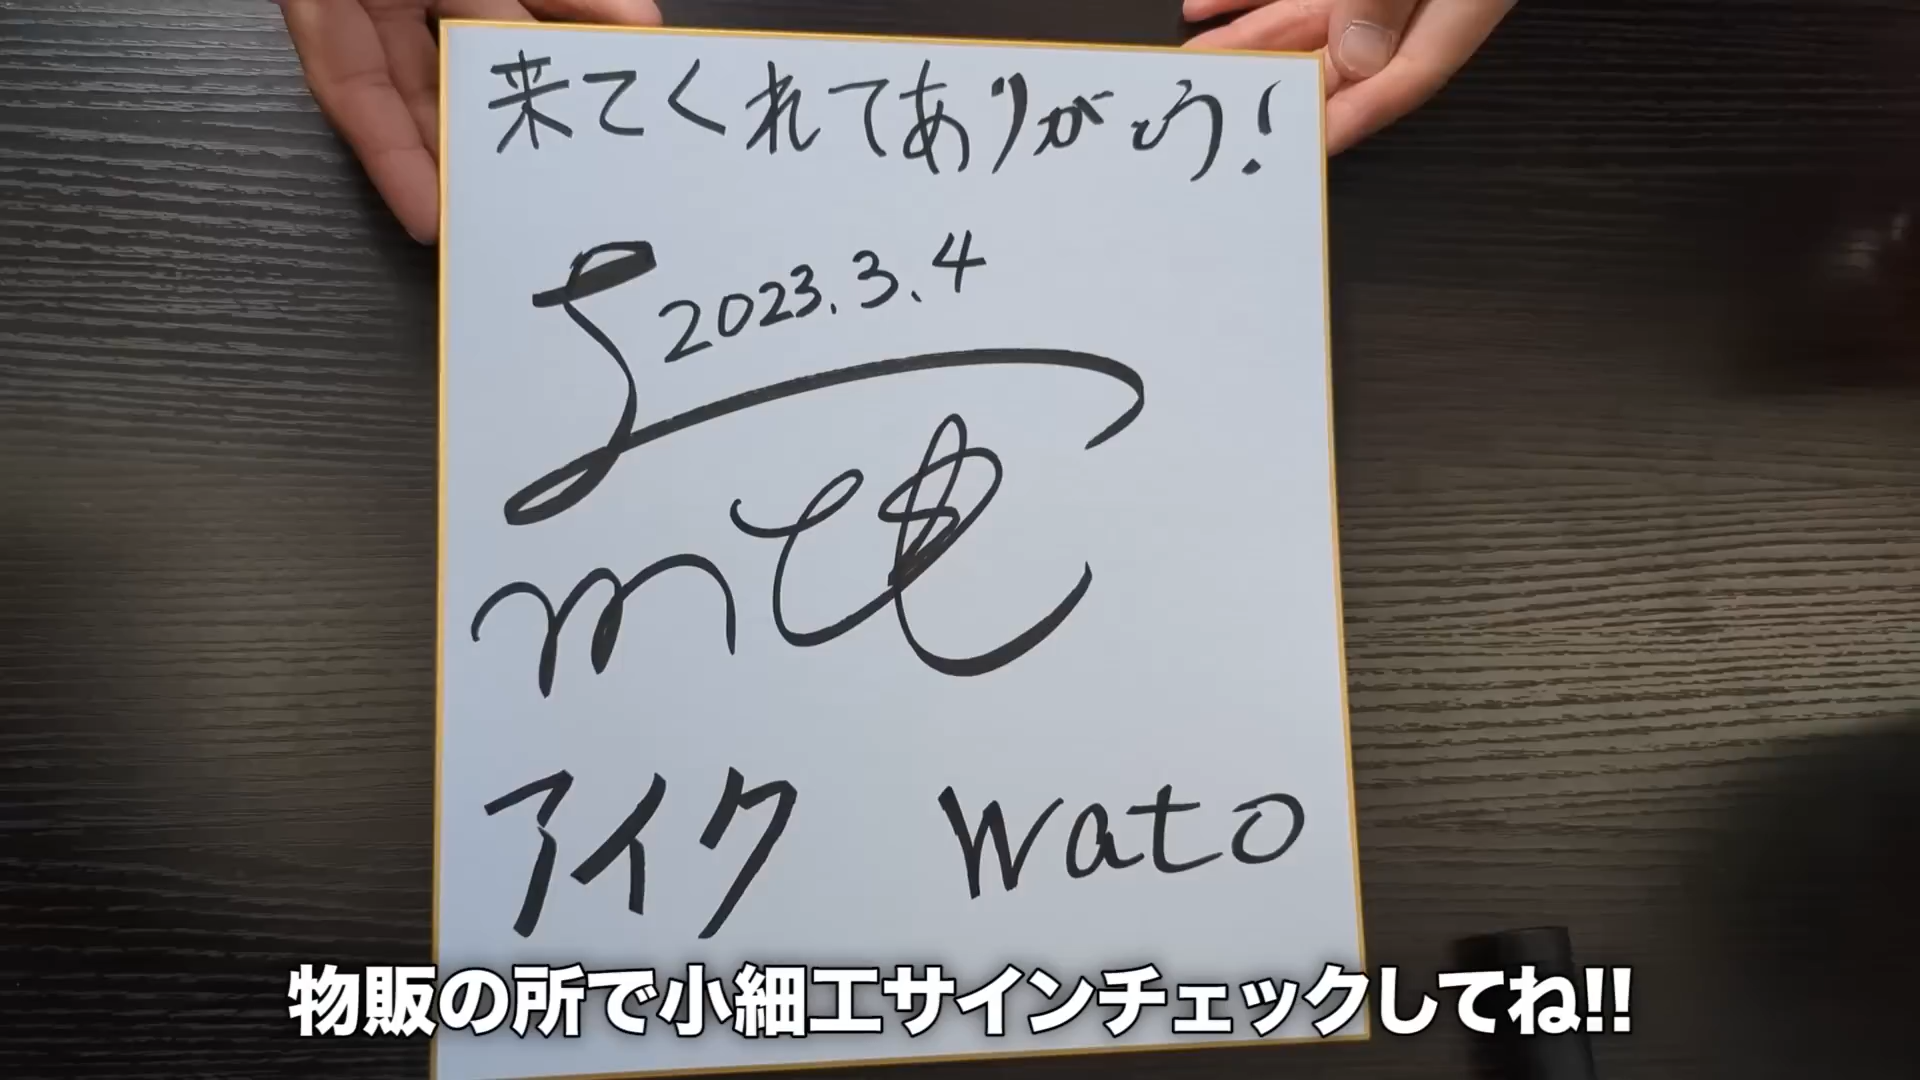 来てくれてありがとう!
2023.3.4
アイク wato
物販の所で小細工サインチェックしてね!!